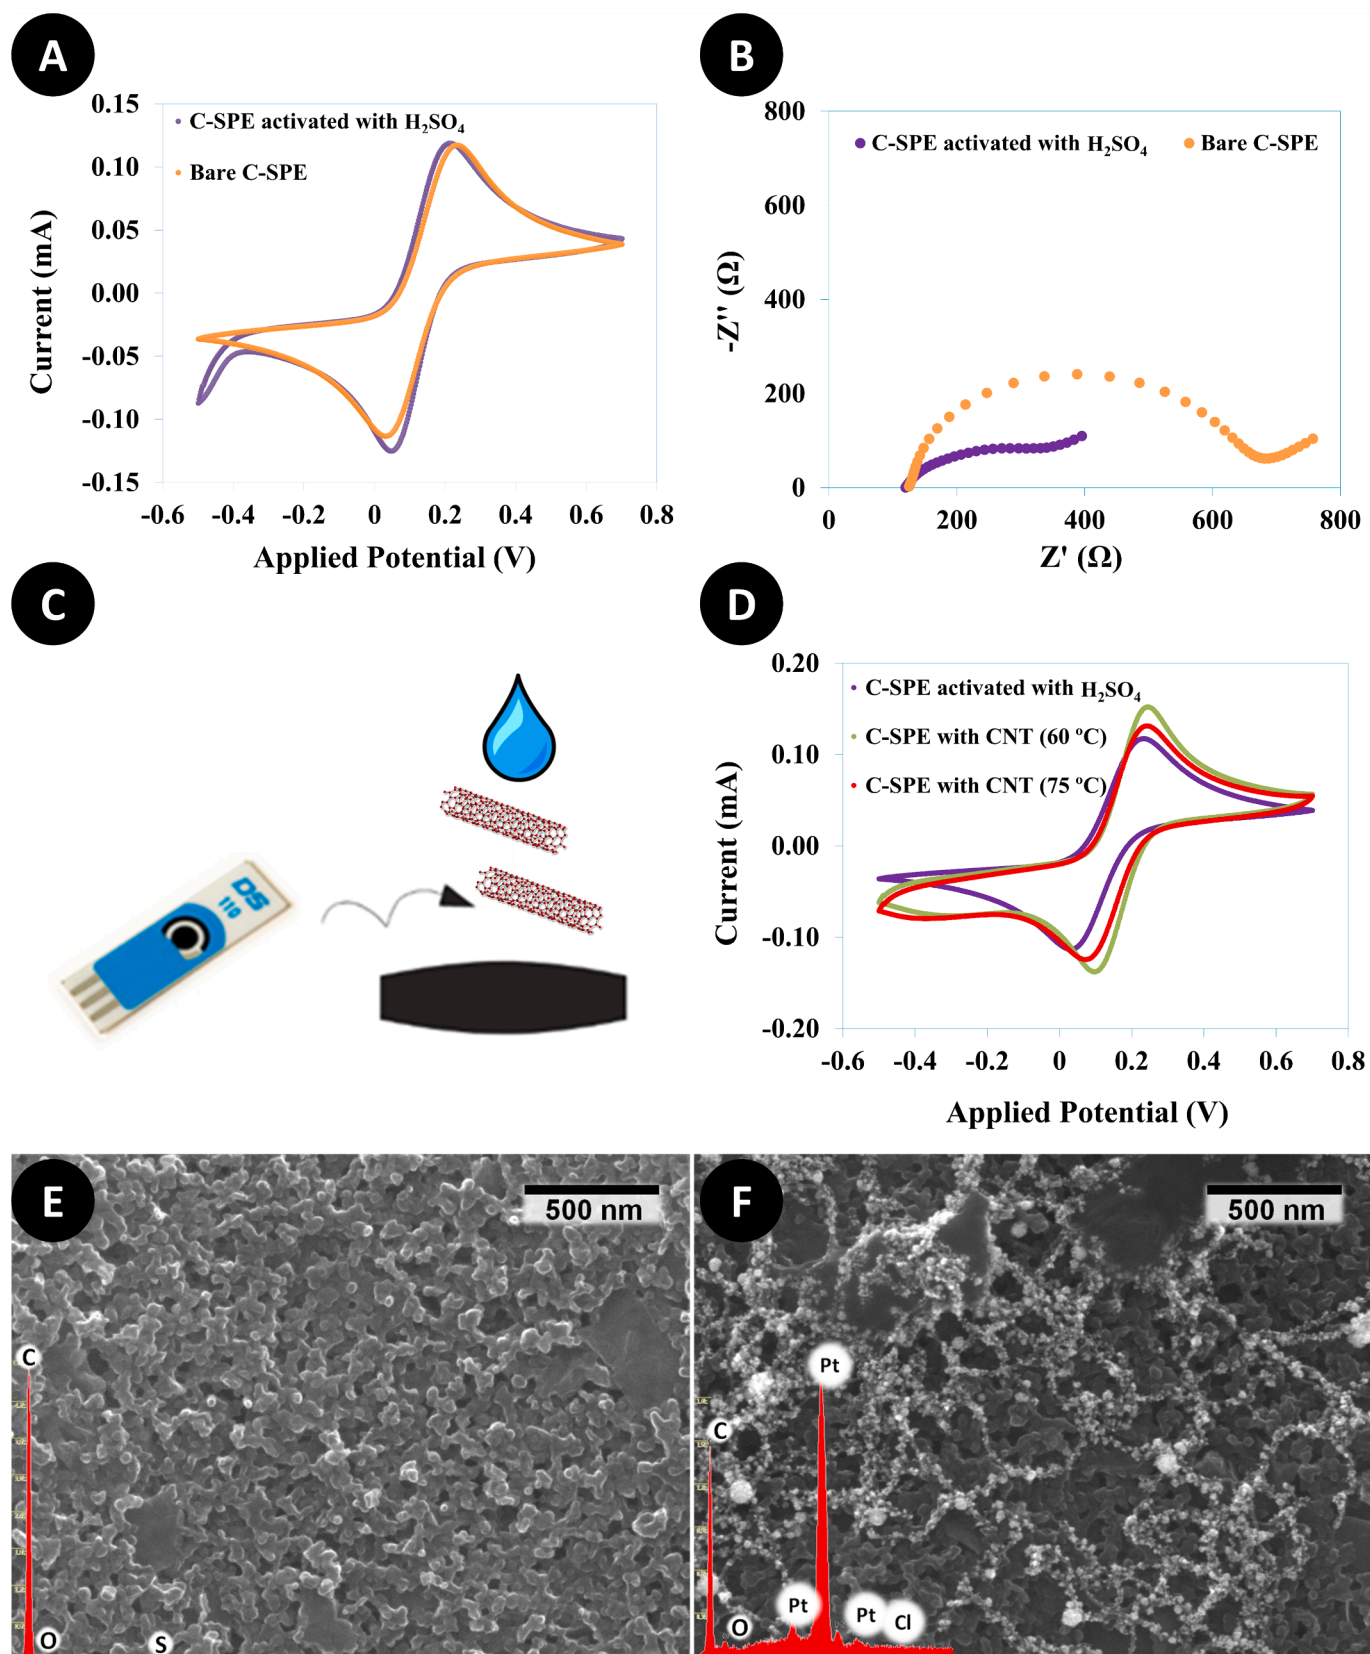 A
0.15
0.10
0.05
0.00
-0.05
-0.10
-0.15
C-SPE activated with H₂SO₄
Bare C-SPE
-0.6 -0.4 -0.2 0 0.2 0.4 0.6 0.8
Current (mA)
Applied Potential (V)
B
800
600
400
200
0
C-SPE activated with H₂SO₄ Bare C-SPE
0 200 400 600 800
-Z'' (Ω)
Z' (Ω)
C
DS
110
D
0.20
0.10
0.00
-0.10
-0.20
C-SPE activated with H₂SO₄
C-SPE with CNT (60 ºC)
C-SPE with CNT (75 ºC)
-0.6 -0.4 -0.2 0 0.2 0.4 0.6 0.8
Current (mA)
Applied Potential (V)
E
500 nm
C
O
S
F
500 nm
Pt
C
Pt
Pt
Cl
O